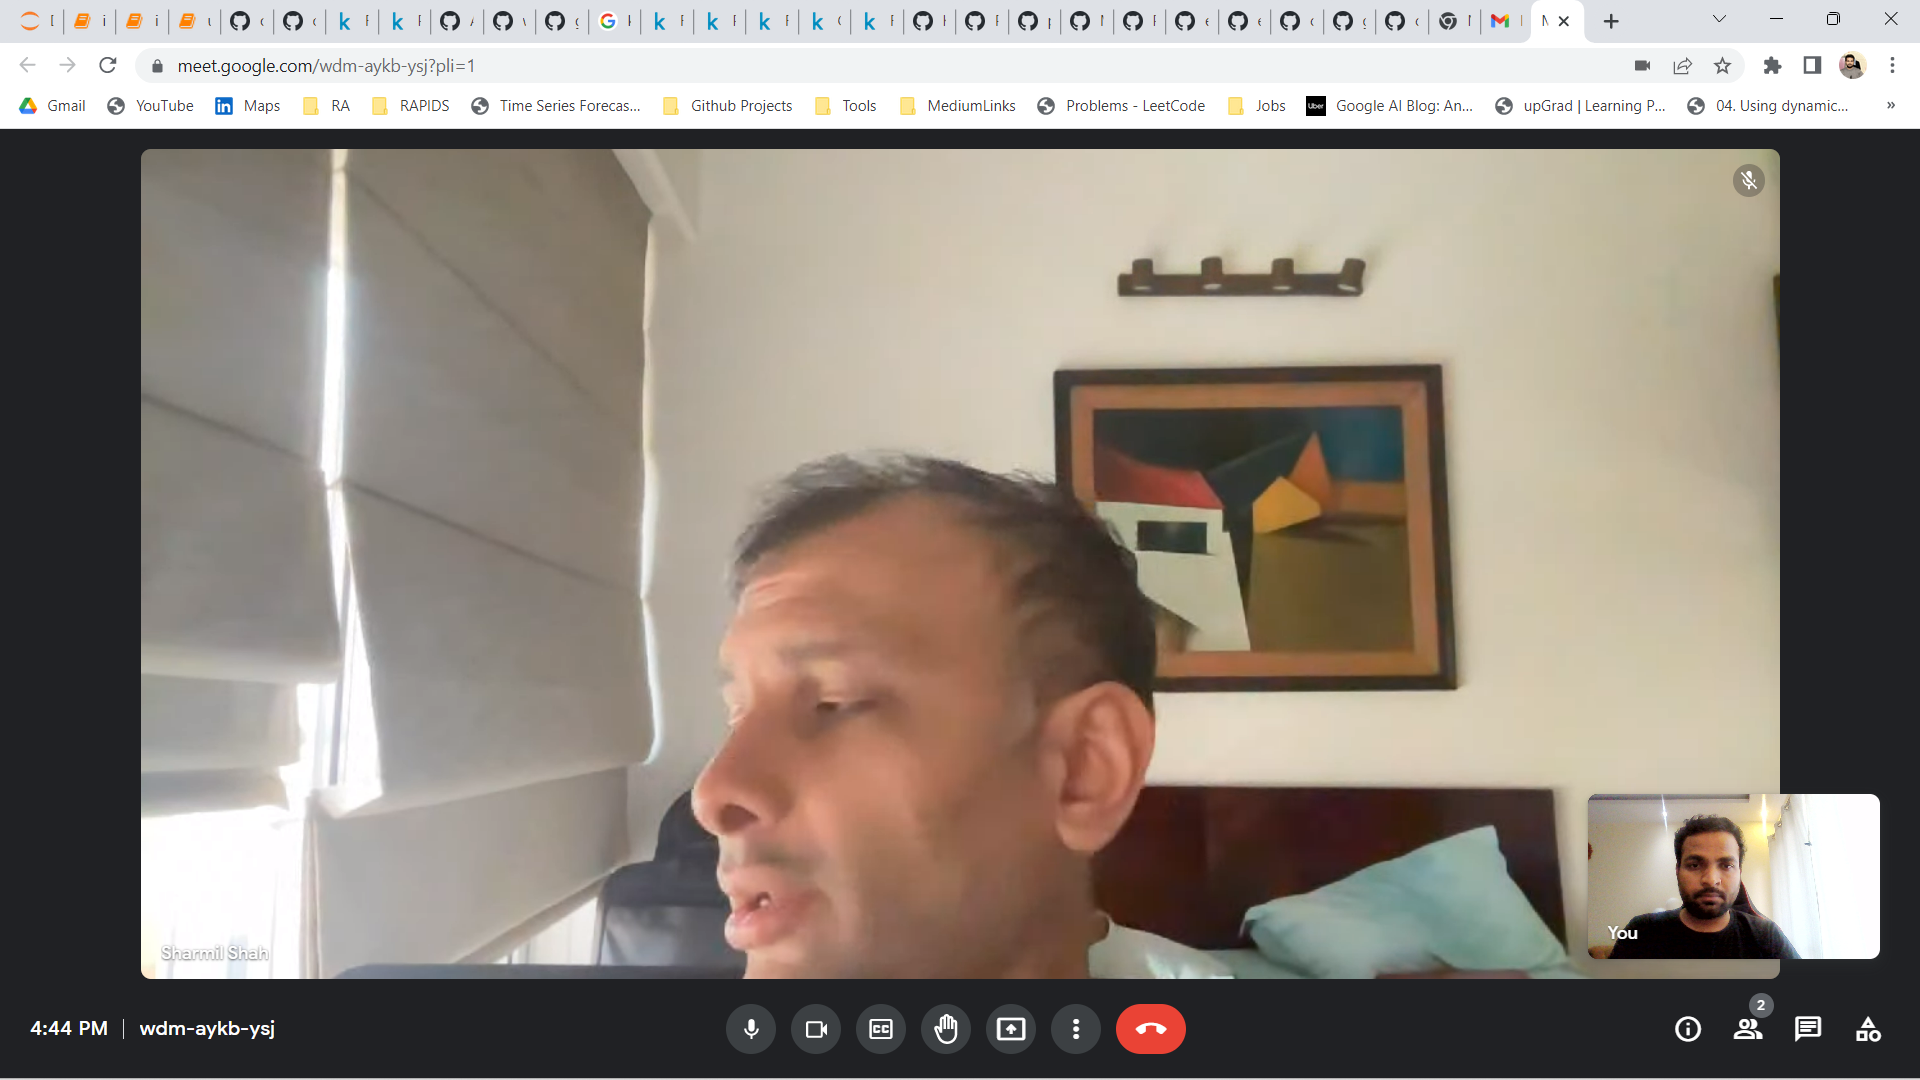 meet.google.com/wdm-aykb-ysj?pli=1
Gmail YouTube Maps RA RAPIDS Time Series Forecas... Github Projects Tools MediumLinks Problems - LeetCode Jobs Uber Google AI Blog: An... upGrad | Learning P... 04. Using dynamic... »
Sharmil Shah
You
4:44 PM | wdm-aykb-ysj
CC
2